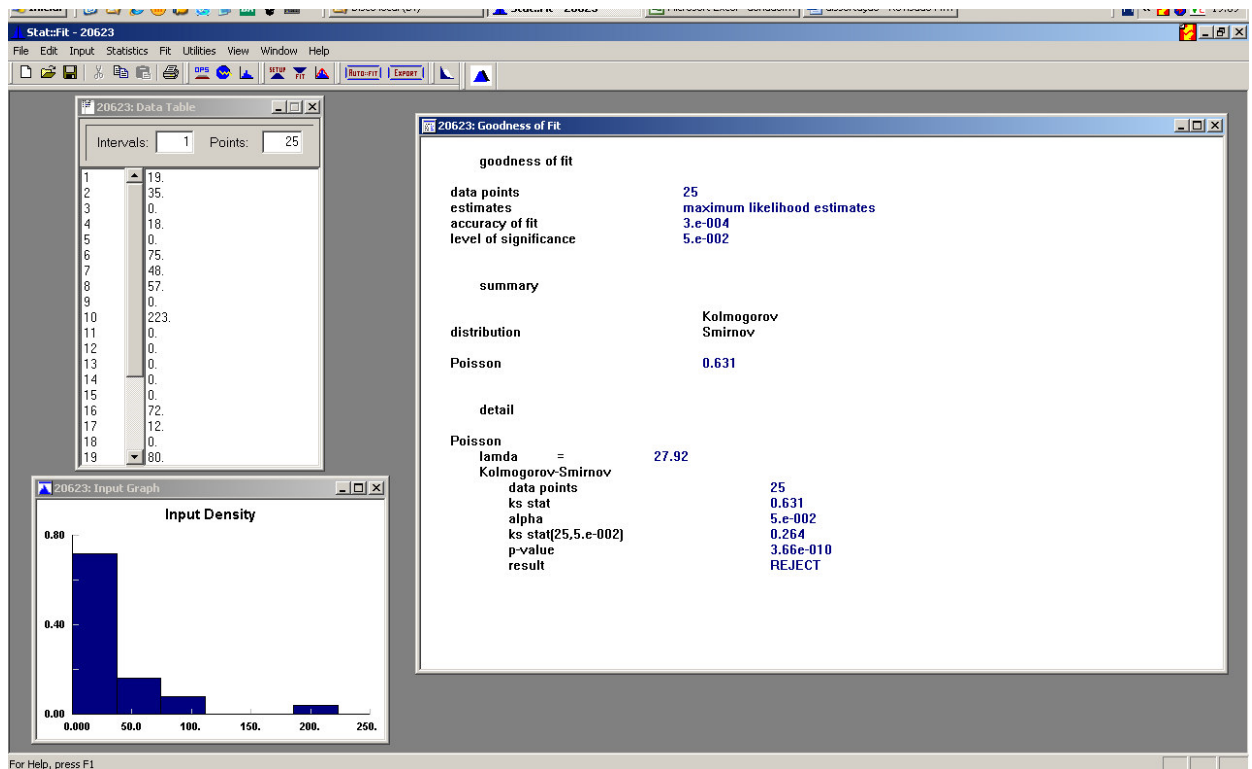 Stat::Fit - 20623
File Edit Input Statistics Fit Utilities View Window Help
OPS SETUP FIT AUTO::FIT EXPORT
20623: Data Table
Intervals: 1 Points: 25
1 19.
2 35.
3 0.
4 18.
5 0.
6 75.
7 48.
8 57.
9 0.
10 223.
11 0.
12 0.
13 0.
14 0.
15 0.
16 72.
17 12.
18 0.
19 80.
20623: Input Graph
Input Density
0.80
0.40
0.00
0.000 50.0 100. 150. 200. 250.
20623: Goodness of Fit
goodness of fit
data points 25
estimates maximum likelihood estimates
accuracy of fit 3.e-004
level of significance 5.e-002
summary
Kolmogorov
distribution Smirnov
Poisson 0.631
detail
Poisson
lamda = 27.92
Kolmogorov-Smirnov
data points 25
ks stat 0.631
alpha 5.e-002
ks stat(25,5.e-002) 0.264
p-value 3.66e-010
result REJECT
For Help, press F1